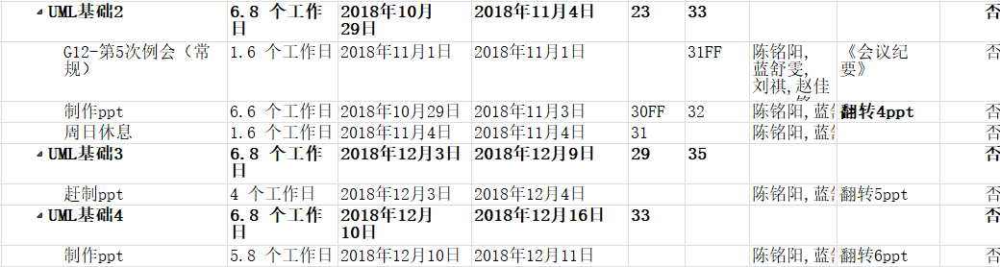 UML基础2 6.8 个工作日 2018年10月29日 2018年11月4日 23 33 否
G12-第5次例会（常规） 1.6 个工作日 2018年11月1日 2018年11月1日 31FF 陈铭阳,蓝舒雯,刘祺,赵佳 《会议纪要》 否
制作ppt 6.6 个工作日 2018年10月29日 2018年11月3日 30FF 32 陈铭阳,蓝 翻转4ppt 否
周日休息 1.6 个工作日 2018年11月4日 2018年11月4日 31 陈铭阳,蓝 否
UML基础3 6.8 个工作日 2018年12月3日 2018年12月9日 29 35 否
赶制ppt 4 个工作日 2018年12月3日 2018年12月4日 陈铭阳,蓝 翻转5ppt 否
UML基础4 6.8 个工作日 2018年12月10日 2018年12月16日 33 否
制作ppt 5.8 个工作日 2018年12月10日 2018年12月11日 陈铭阳,蓝 翻转6ppt 否